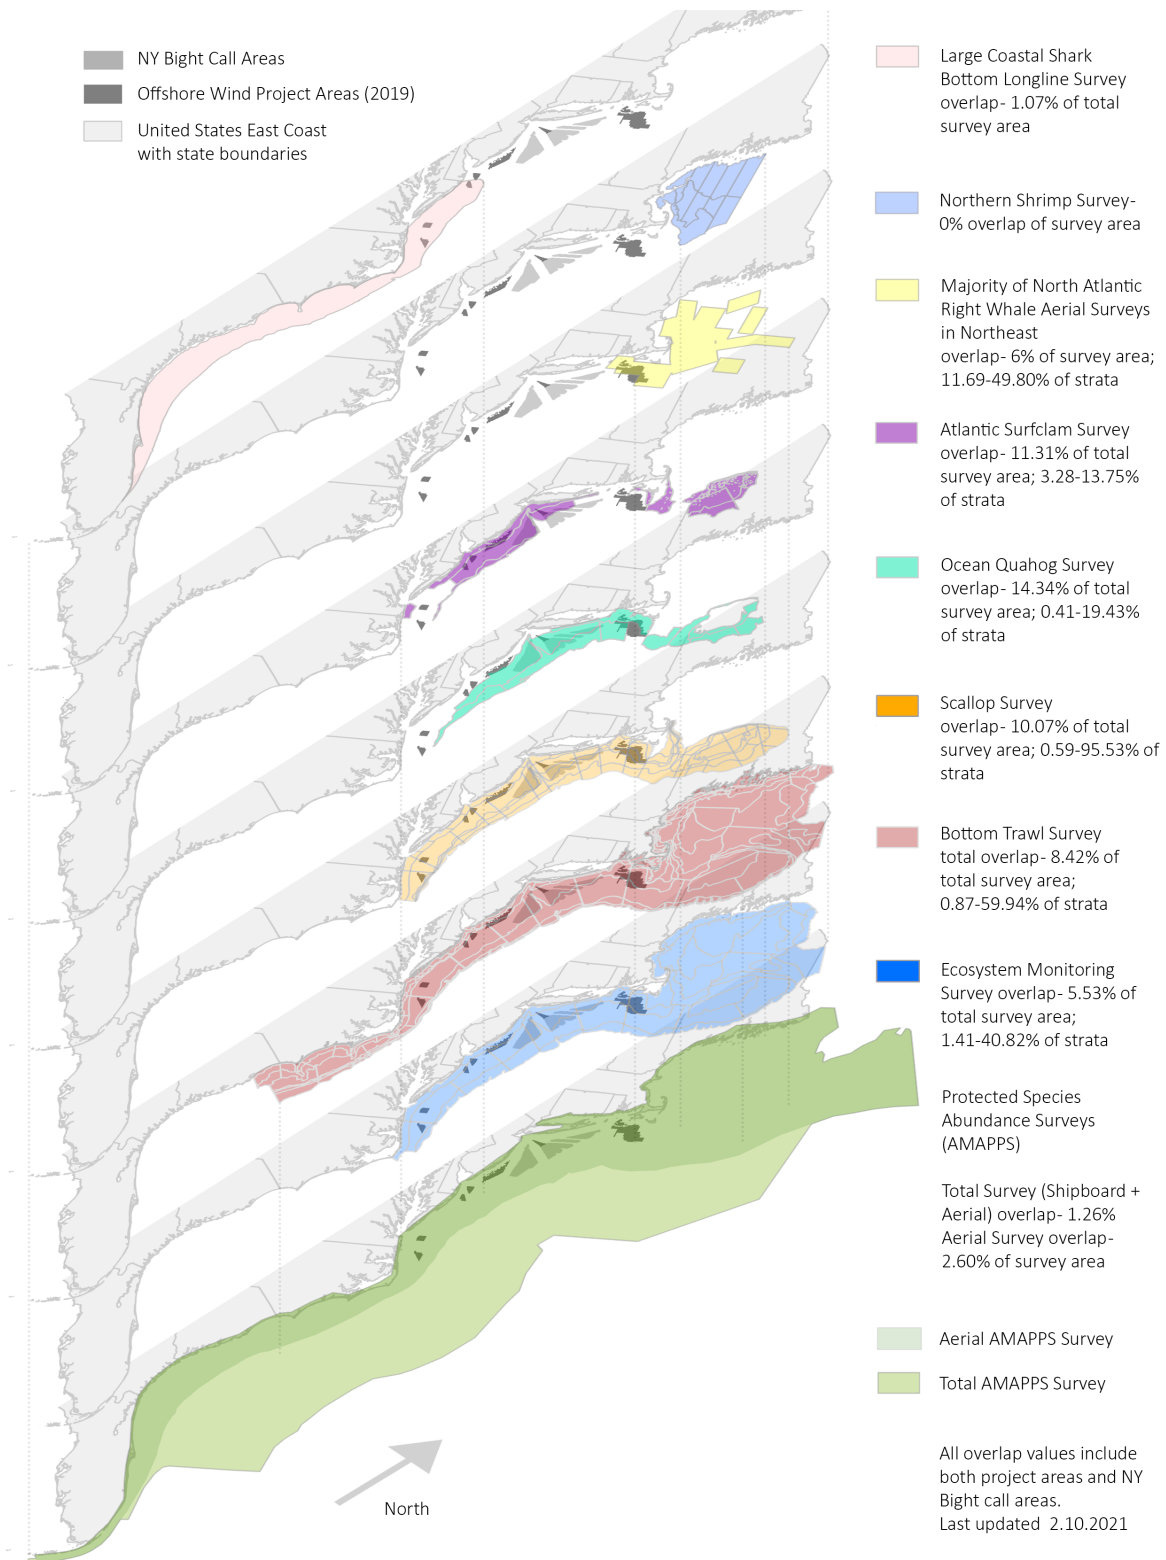 NY Bight Call Areas
Offshore Wind Project Areas (2019)
United States East Coast
with state boundaries
Large Coastal Shark
Bottom Longline Survey
overlap- 1.07% of total
survey area
Northern Shrimp Survey-
0% overlap of survey area
Majority of North Atlantic
Right Whale Aerial Surveys
in Northeast
overlap- 6% of survey area;
11.69-49.80% of strata
Atlantic Surfclam Survey
overlap- 11.31% of total
survey area; 3.28-13.75%
of strata
Ocean Quahog Survey
overlap- 14.34% of total
survey area; 0.41-19.43%
of strata
Scallop Survey
overlap- 10.07% of total
survey area; 0.59-95.53% of
strata
Bottom Trawl Survey
total overlap- 8.42% of
total survey area;
0.87-59.94% of strata
Ecosystem Monitoring
Survey overlap- 5.53% of
total survey area;
1.41-40.82% of strata
Protected Species
Abundance Surveys
(AMAPPS)
Total Survey (Shipboard +
Aerial) overlap- 1.26%
Aerial Survey overlap-
2.60% of survey area
Aerial AMAPPS Survey
Total AMAPPS Survey
All overlap values include
both project areas and NY
Bight call areas.
Last updated 2.10.2021
North